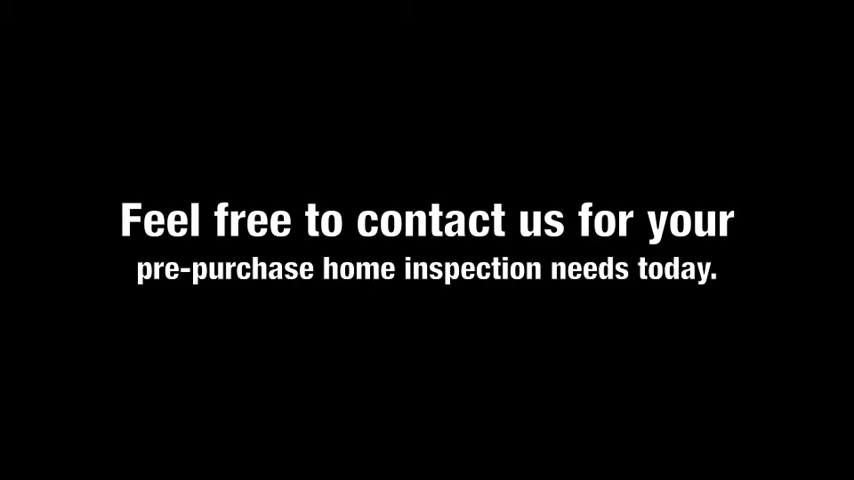 Feel free to contact us for your
pre-purchase home inspection needs today.